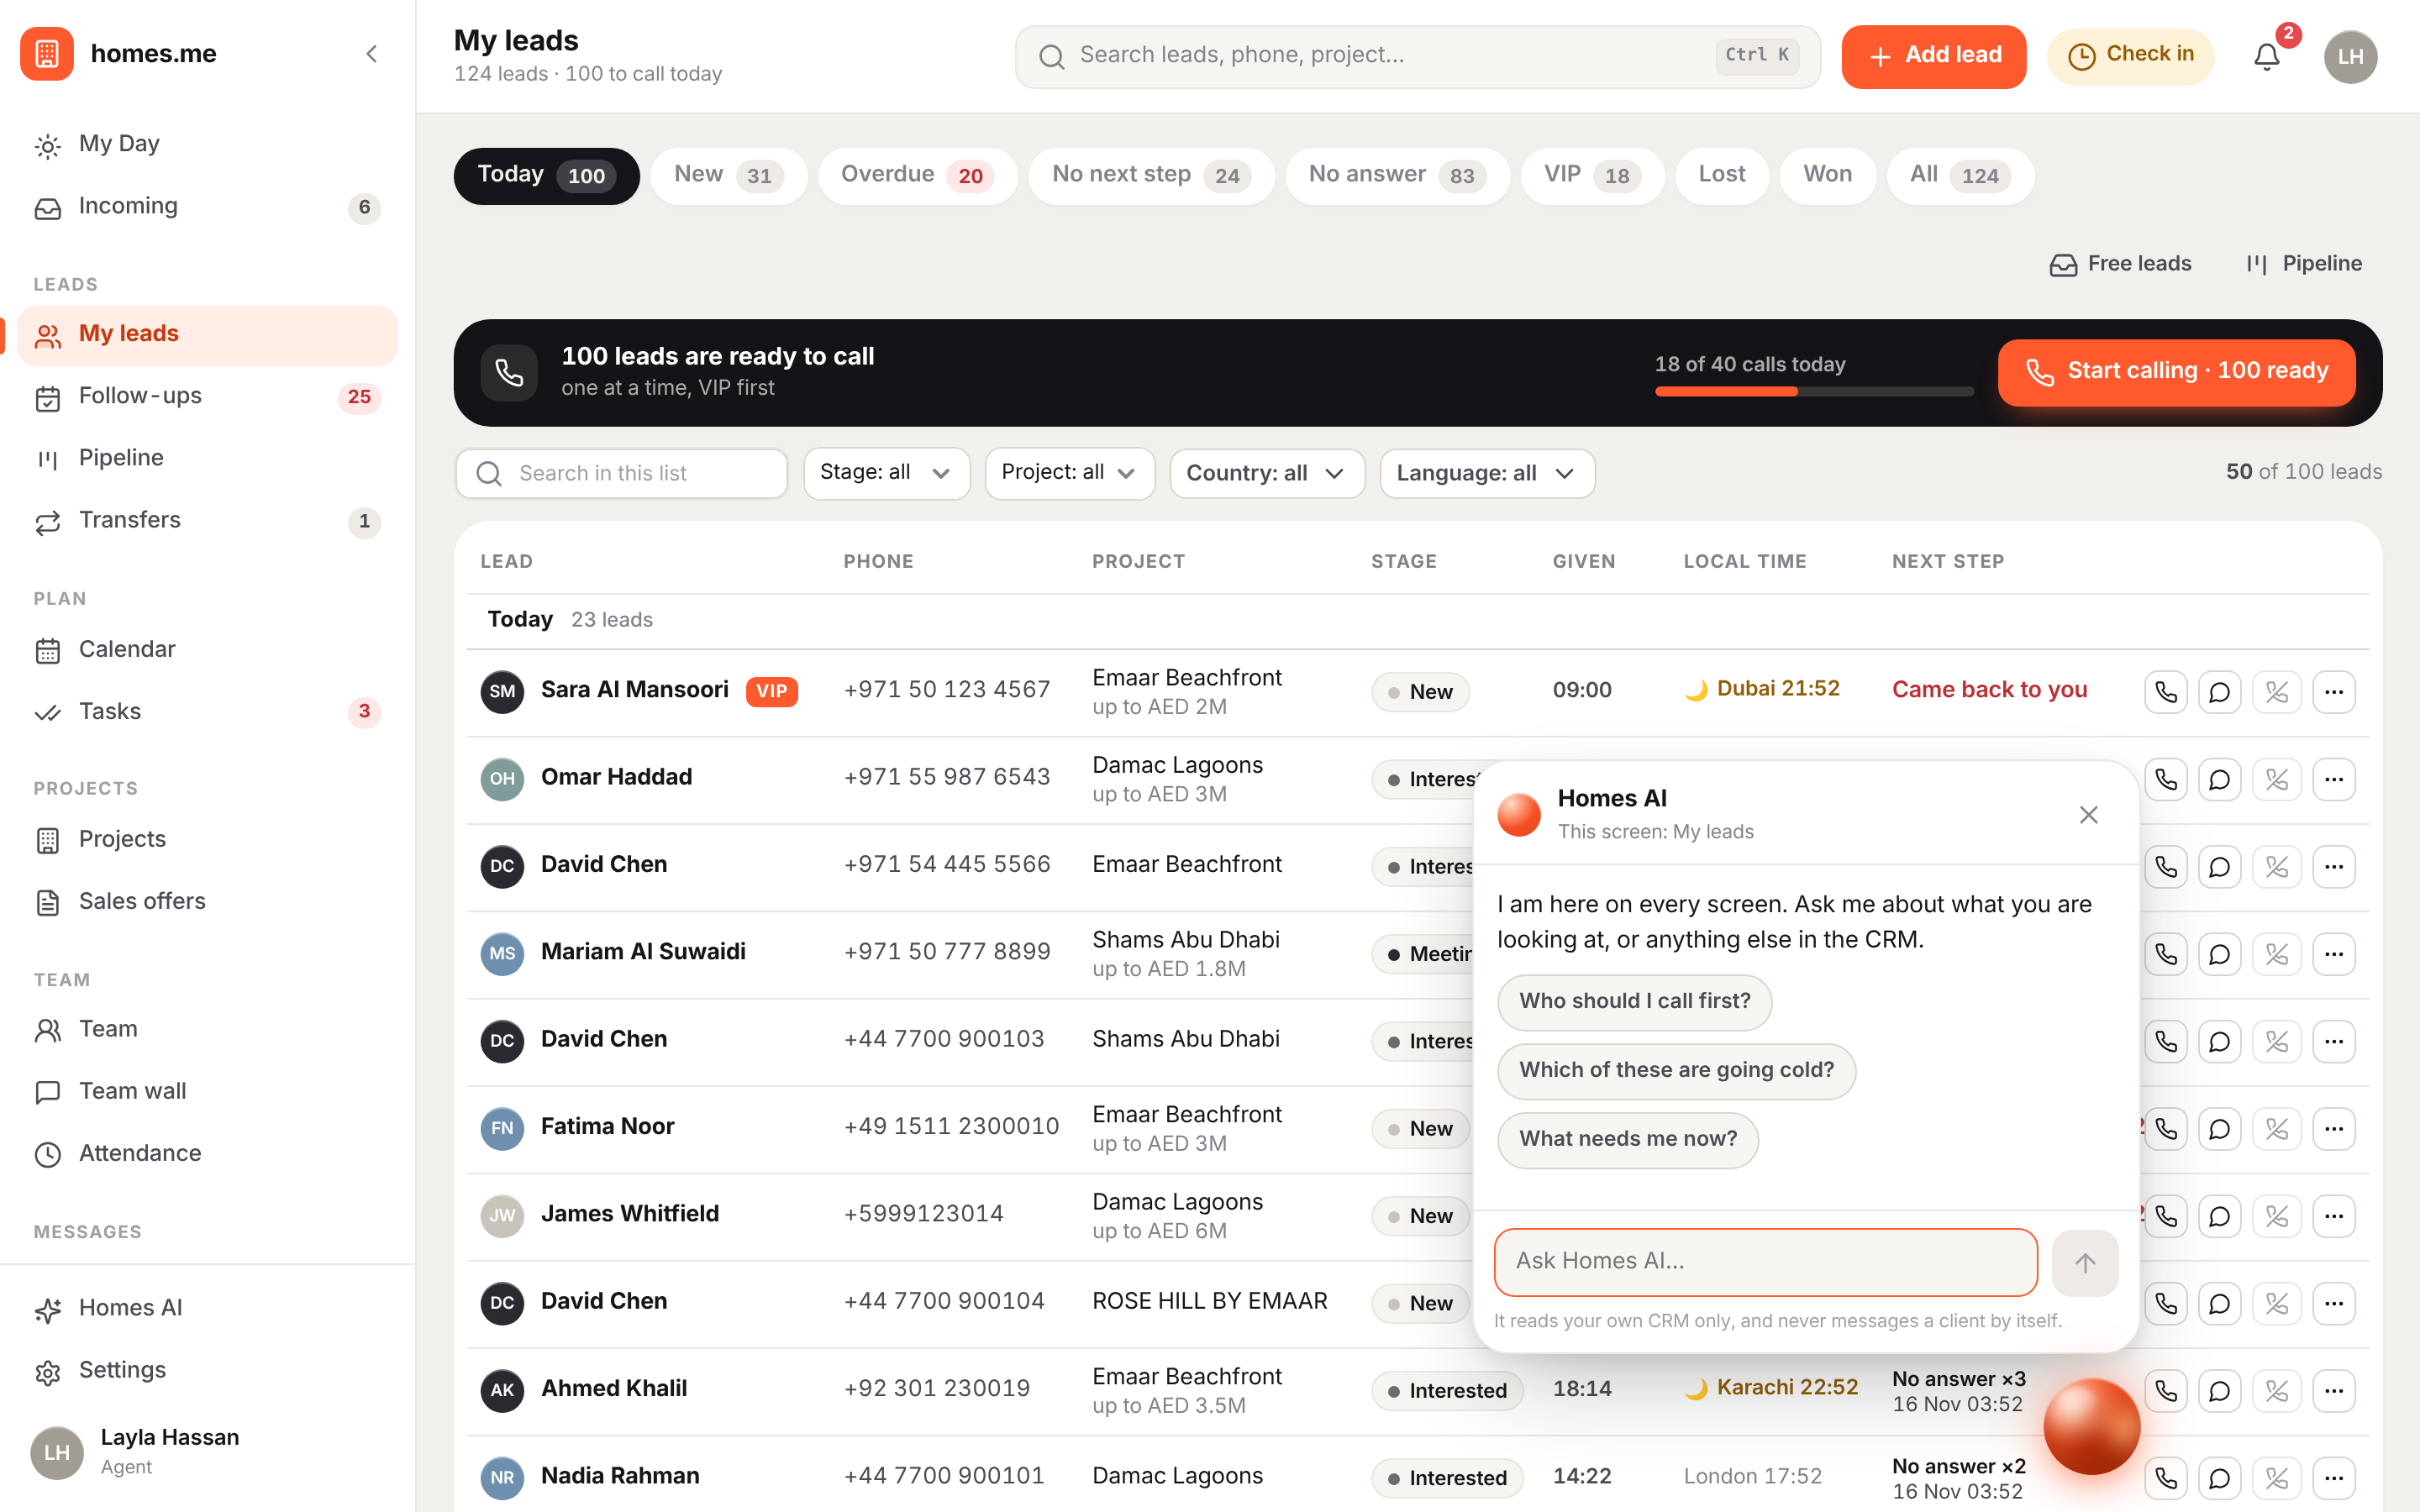 homes.me
My Day
Incoming 6
LEADS
My leads
Follow-ups 25
Pipeline
Transfers 1
PLAN
Calendar
Tasks 3
PROJECTS
Projects
Sales offers
TEAM
Team
Team wall
Attendance
MESSAGES
Homes AI
Settings
LH Layla Hassan
Agent
My leads
124 leads · 100 to call today
Search leads, phone, project... Ctrl K
Add lead
Check in
2
LH
Today 100 New 31 Overdue 20 No next step 24 No answer 83 VIP 18 Lost Won All 124
Free leads Pipeline
100 leads are ready to call
one at a time, VIP first
18 of 40 calls today
Start calling · 100 ready
Search in this list Stage: all Project: all Country: all Language: all 50 of 100 leads
LEAD PHONE PROJECT STAGE GIVEN LOCAL TIME NEXT STEP
Today 23 leads
SM Sara Al Mansoori VIP +971 50 123 4567 Emaar Beachfront New 09:00 Dubai 21:52 Came back to you
up to AED 2M
OH Omar Haddad +971 55 987 6543 Damac Lagoons
up to AED 3M
DC David Chen +971 54 445 5566 Emaar Beachfront
MS Mariam Al Suwaidi +971 50 777 8899 Shams Abu Dhabi
up to AED 1.8M
DC David Chen +44 7700 900103 Shams Abu Dhabi
FN Fatima Noor +49 1511 2300010 Emaar Beachfront New
up to AED 3M
JW James Whitfield +5999123014 Damac Lagoons New
up to AED 6M
DC David Chen +44 7700 900104 ROSE HILL BY EMAAR New
AK Ahmed Khalil +92 301 230019 Emaar Beachfront Interested 18:14 Karachi 22:52 No answer ×3
up to AED 3.5M 16 Nov 03:52
NR Nadia Rahman +44 7700 900101 Damac Lagoons Interested 14:22 London 17:52 No answer ×2
16 Nov 03:52
Homes AI
This screen: My leads
I am here on every screen. Ask me about what you are
looking at, or anything else in the CRM.
Who should I call first?
Which of these are going cold?
What needs me now?
Ask Homes AI...
It reads your own CRM only, and never messages a client by itself.